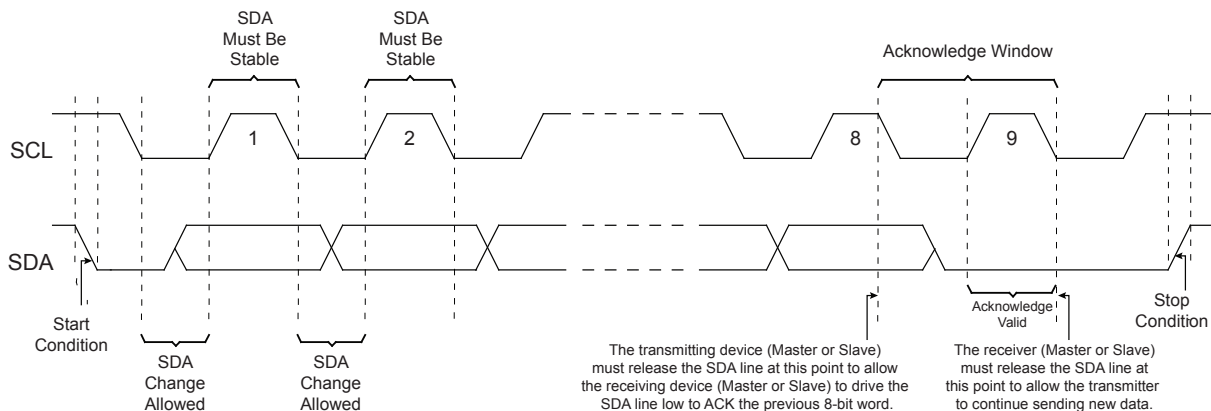 SDA
Must Be
Stable
SDA
Must Be
Stable
Acknowledge Window
SCL
1
2
8
9
SDA
Start
Condition
SDA
Change
Allowed
SDA
Change
Allowed
Acknowledge
Valid
Stop
Condition
The transmitting device (Master or Slave)
must release the SDA line at this point to allow
the receiving device (Master or Slave) to drive the
SDA line low to ACK the previous 8-bit word.
The receiver (Master or Slave)
must release the SDA line at
this point to allow the transmitter
to continue sending new data.